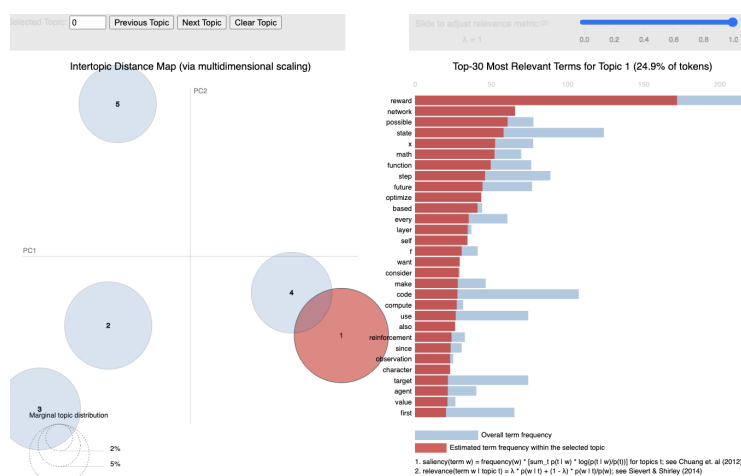 Selected Topic: 0 Previous Topic Next Topic Clear Topic
Slide to adjust relevance metric:(2)
λ = 1
0.0 0.2 0.4 0.6 0.8 1.0
Intertopic Distance Map (via multidimensional scaling)
PC2
PC1
5
4
1
2
3
Marginal topic distribution
2%
5%
Top-30 Most Relevant Terms for Topic 1 (24.9% of tokens)
0 50 100 150 200
reward
network
possible
state
x
math
function
step
future
optimize
based
every
layer
self
f
want
consider
make
code
compute
use
also
reinforcement
since
observation
character
target
agent
value
first
Overall term frequency
Estimated term frequency within the selected topic
1. saliency(term w) = frequency(w) * [sum_t p(t | w) * log(p(t | w)/p(t))] for topics t; see Chuang et. al (2012)
2. relevance(term w | topic t) = λ * p(w | t) + (1 - λ) * p(w | t)/p(w); see Sievert & Shirley (2014)